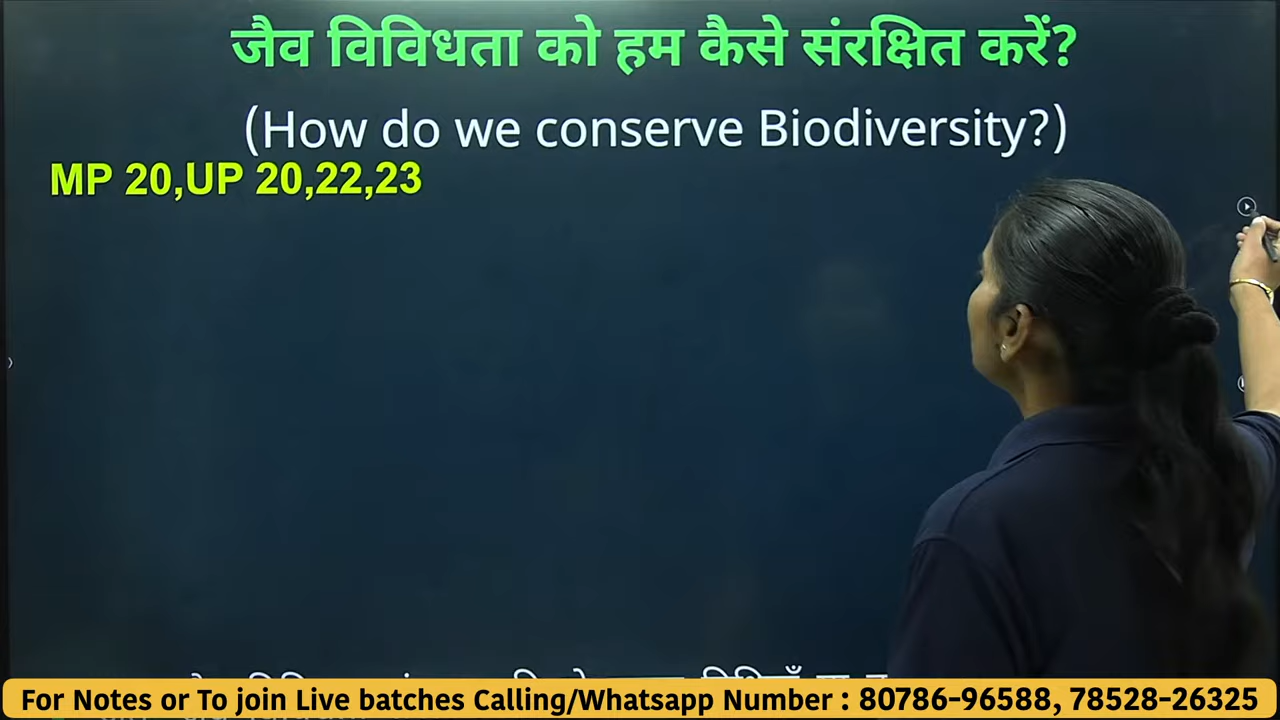 जैव विविधता को हम कैसे संरक्षित करें?
(How do we conserve Biodiversity?)
MP 20,UP 20,22,23
For Notes or To join Live batches Calling/Whatsapp Number : 80786-96588, 78528-26325